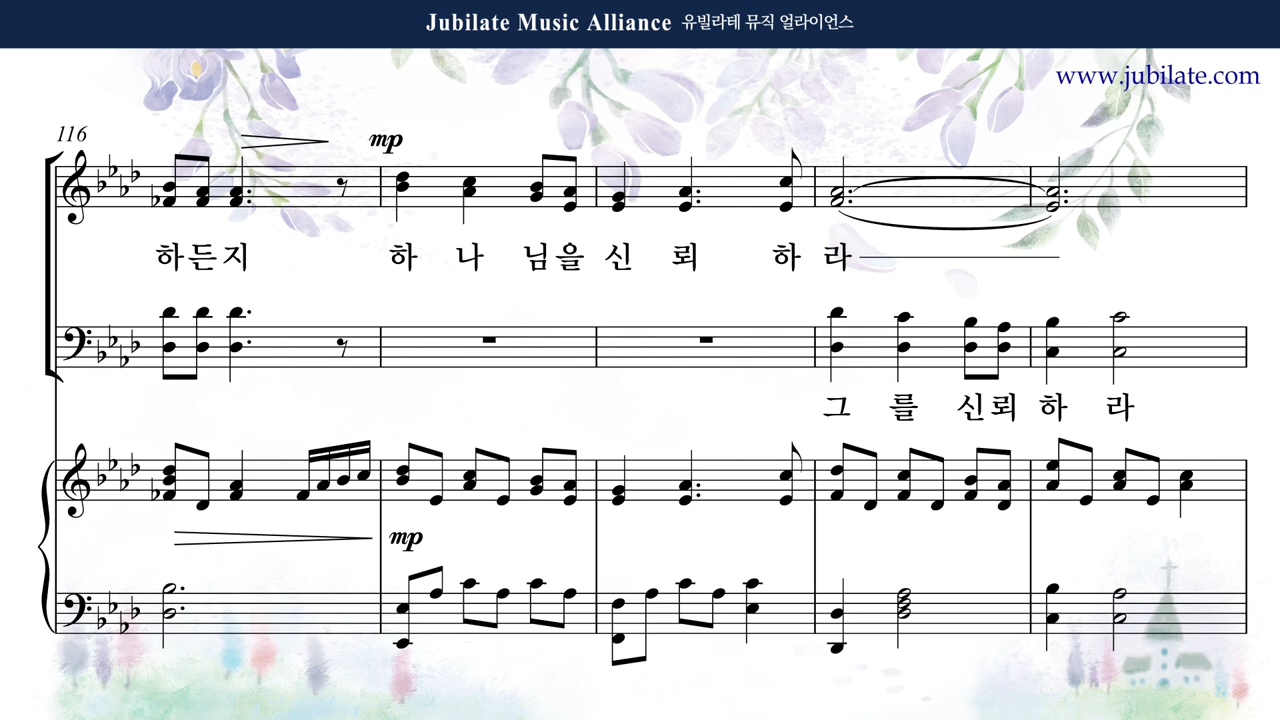 Jubilate Music Alliance 유빌라테 뮤직 얼라이언스
www.jubilate.com
116
mp
하든지 하 나 님을 신 뢰 하 라
그 를 신뢰 하 라
mp